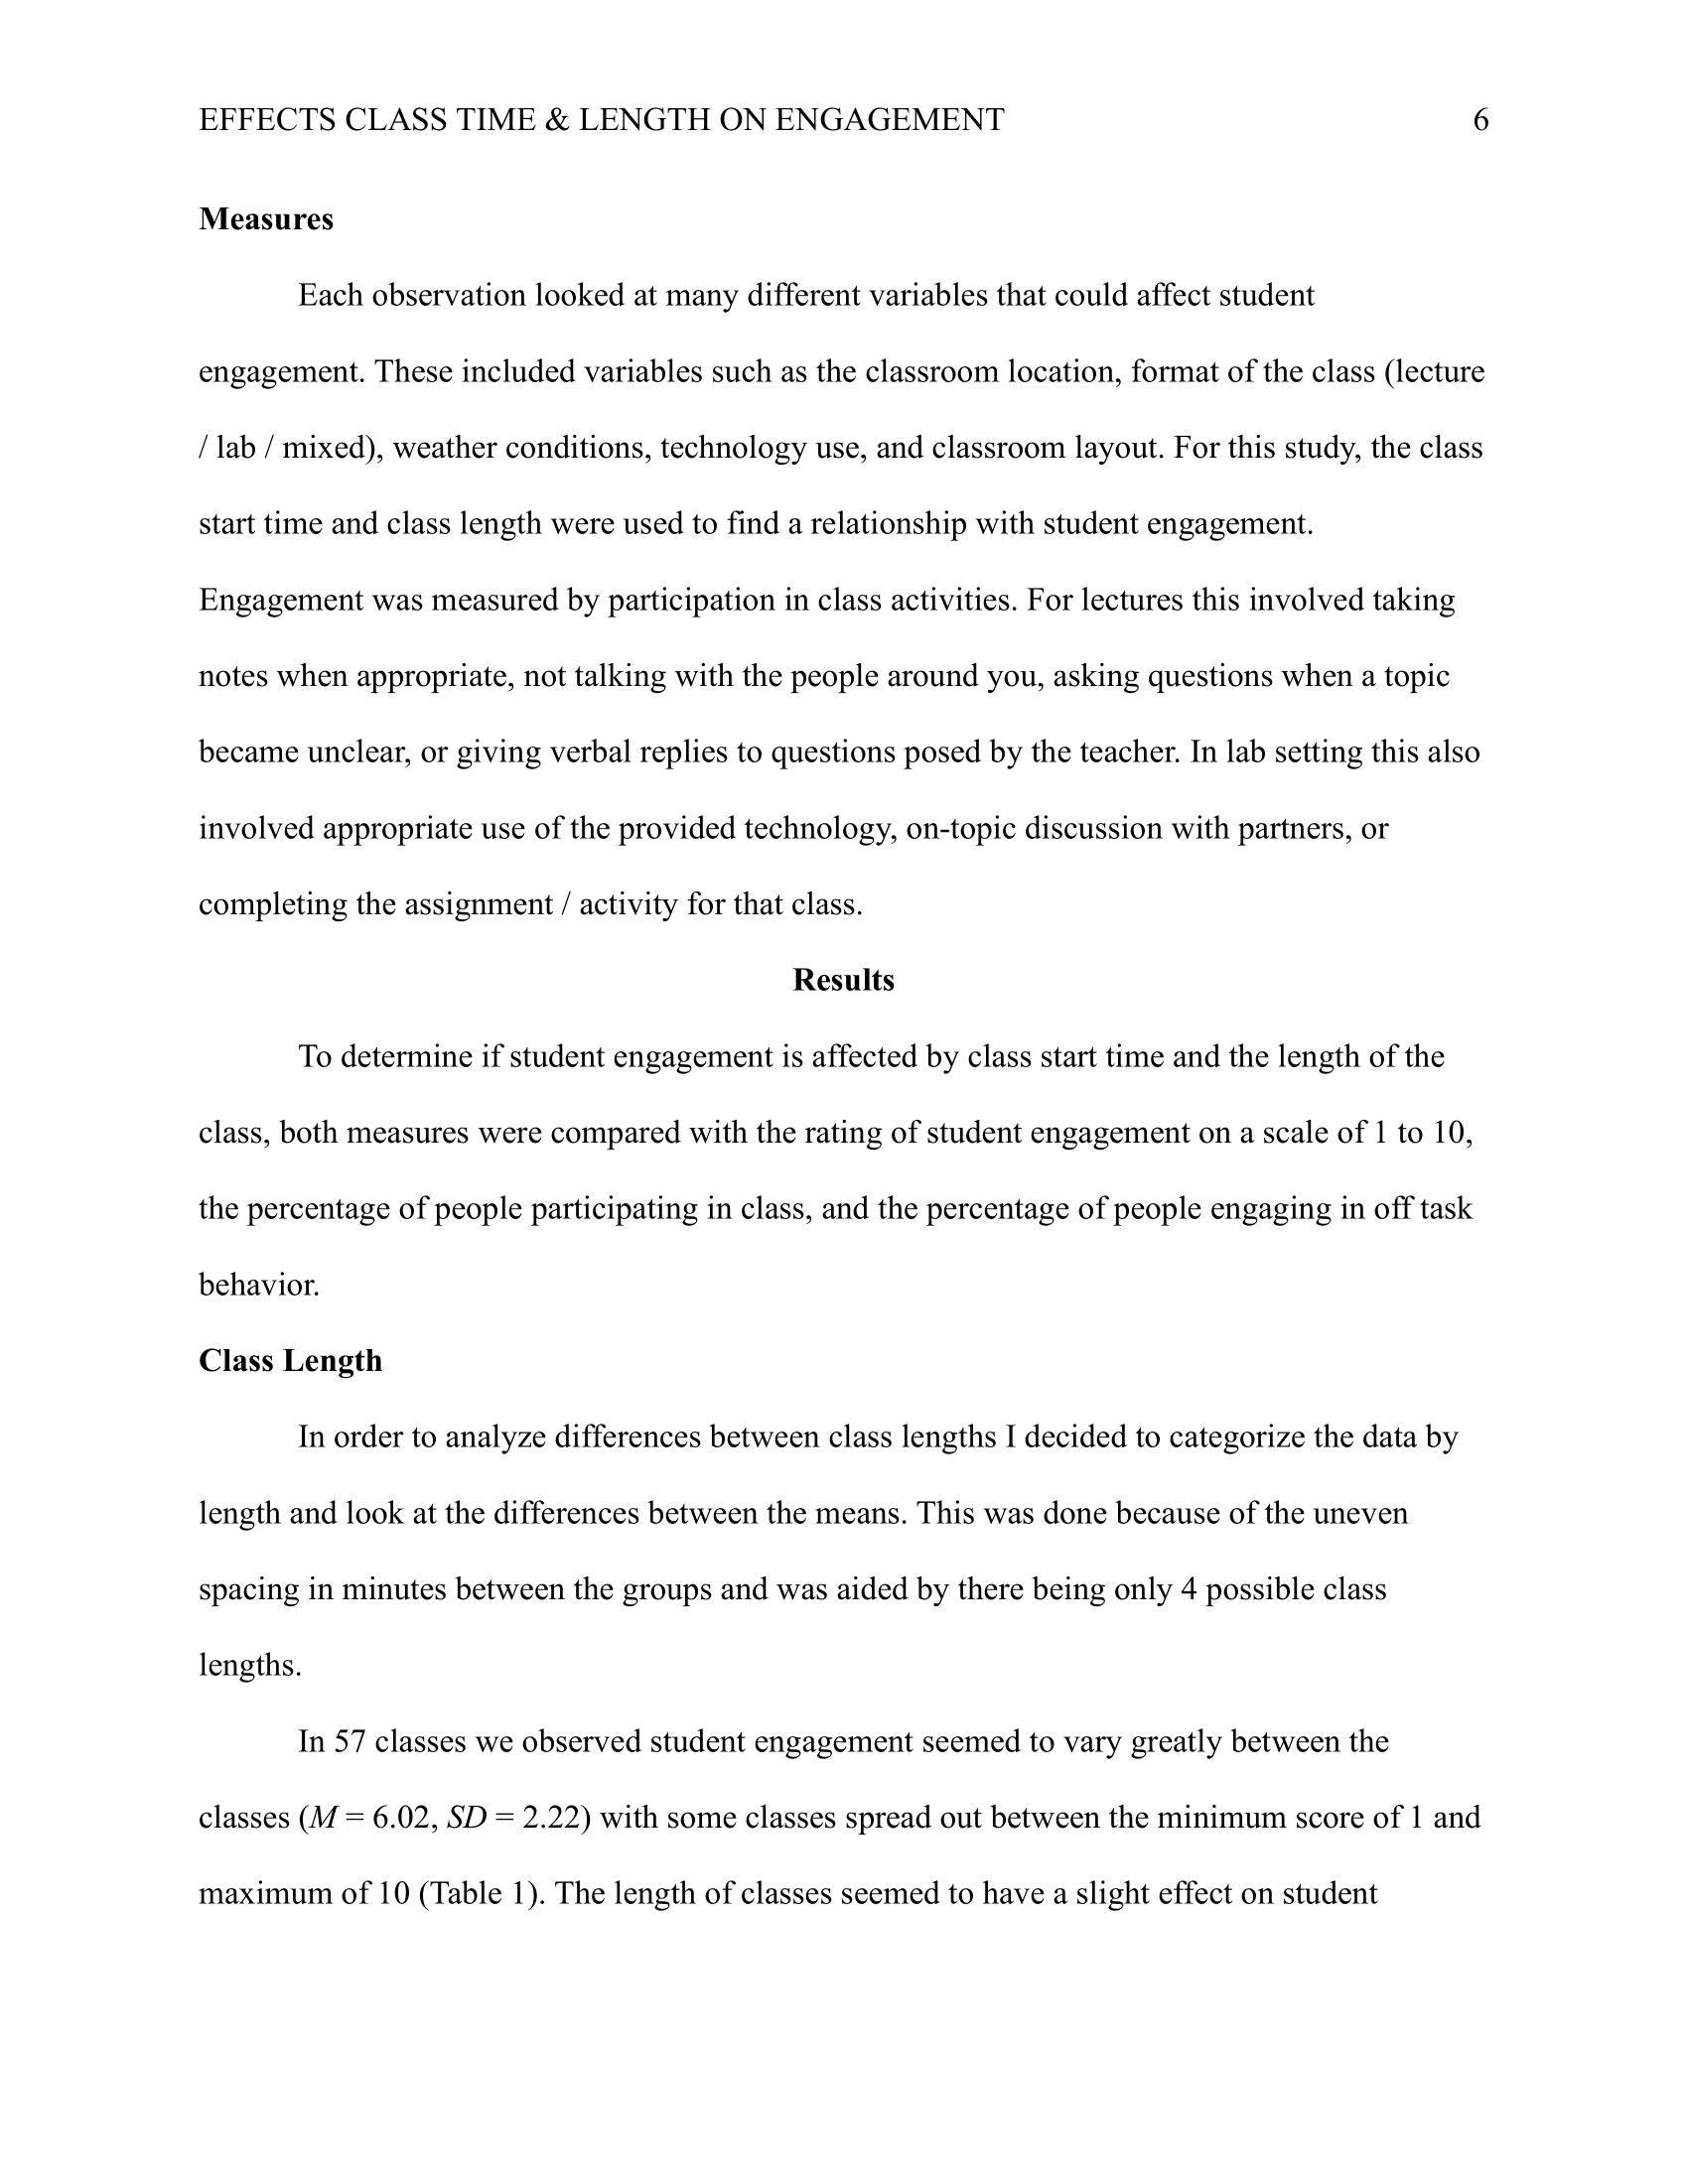 EFFECTS CLASS TIME & LENGTH ON ENGAGEMENT 6
Measures
Each observation looked at many different variables that could affect student
engagement. These included variables such as the classroom location, format of the class (lecture
/ lab / mixed), weather conditions, technology use, and classroom layout. For this study, the class
start time and class length were used to find a relationship with student engagement.
Engagement was measured by participation in class activities. For lectures this involved taking
notes when appropriate, not talking with the people around you, asking questions when a topic
became unclear, or giving verbal replies to questions posed by the teacher. In lab setting this also
involved appropriate use of the provided technology, on-topic discussion with partners, or
completing the assignment / activity for that class.
Results
To determine if student engagement is affected by class start time and the length of the
class, both measures were compared with the rating of student engagement on a scale of 1 to 10,
the percentage of people participating in class, and the percentage of people engaging in off task
behavior.
Class Length
In order to analyze differences between class lengths I decided to categorize the data by
length and look at the differences between the means. This was done because of the uneven
spacing in minutes between the groups and was aided by there being only 4 possible class
lengths.
In 57 classes we observed student engagement seemed to vary greatly between the
classes (M = 6.02, SD = 2.22) with some classes spread out between the minimum score of 1 and
maximum of 10 (Table 1). The length of classes seemed to have a slight effect on student